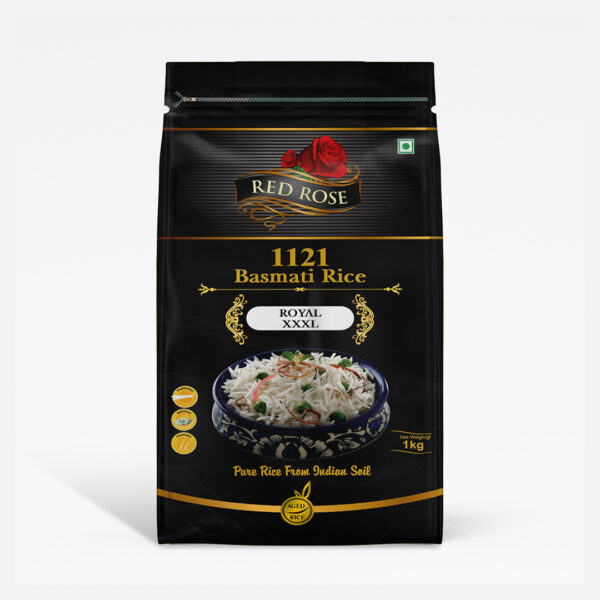 RED ROSE
1121
Basmati Rice
ROYAL
XXXL
Net Weight
1kg
Pure Rice From Indian Soil
AGED
RICE